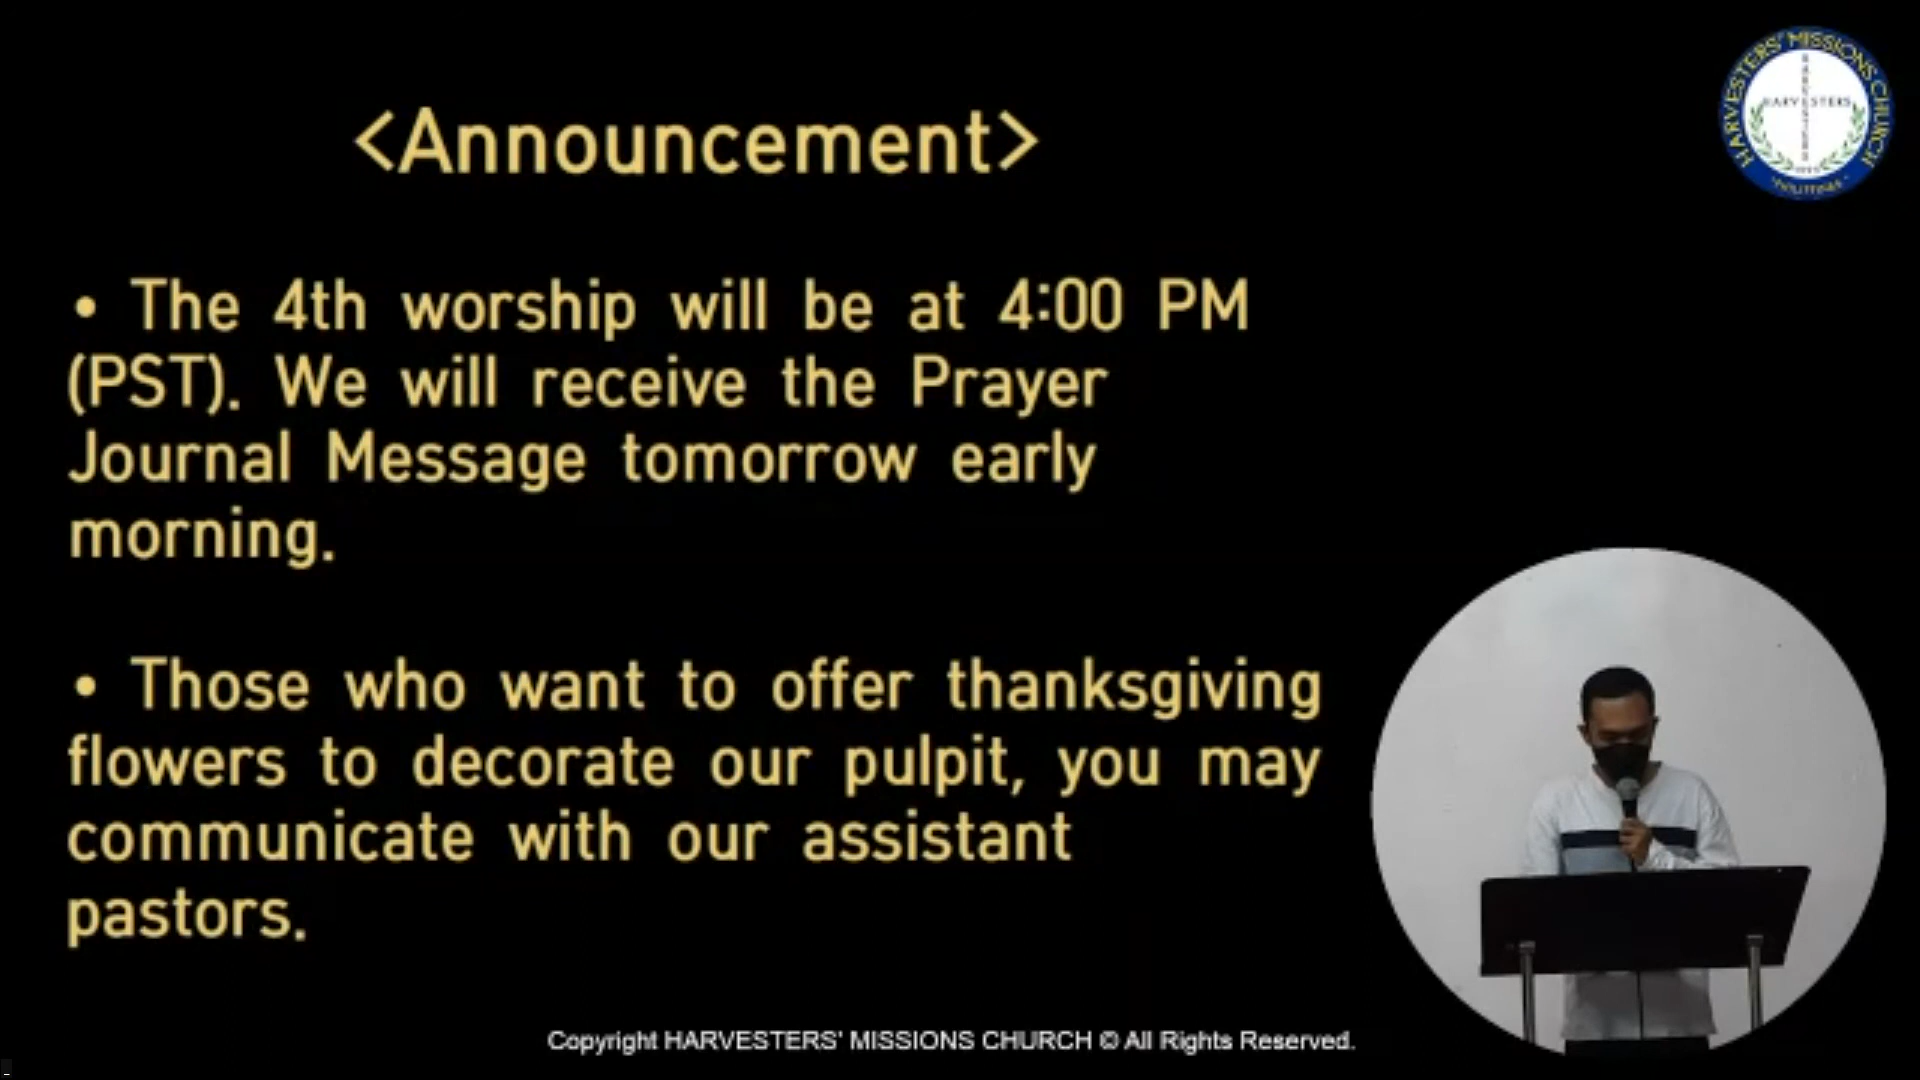 <Announcement>
• The 4th worship will be at 4:00 PM
(PST). We will receive the Prayer
Journal Message tomorrow early
morning.
• Those who want to offer thanksgiving
flowers to decorate our pulpit, you may
communicate with our assistant
pastors.
HARVESTERS' MISSIONS CHURCH
HARVESTERS
Copyright HARVESTERS' MISSIONS CHURCH © All Rights Reserved.